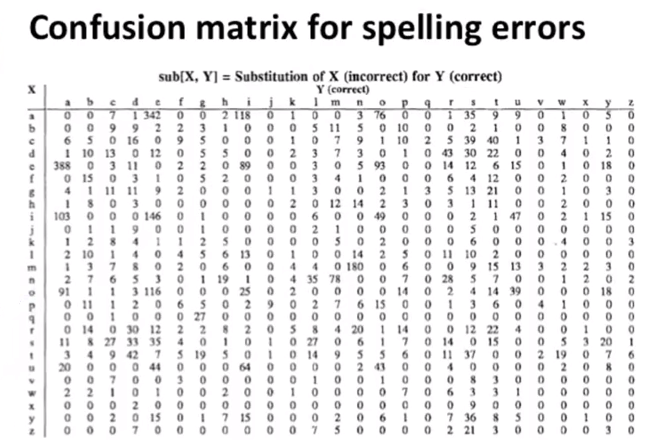 Confusion matrix for spelling errors
sub[X, Y] = Substitution of X (incorrect) for Y (correct)
X Y (correct)
a b c d e f g h i j k l m n o p q r s t u v w x y z
a 0 0 7 1 342 0 0 2 118 0 1 0 0 3 76 0 0 1 35 9 9 0 1 0 5 0
b 0 0 9 9 2 2 3 1 0 0 0 5 11 5 0 10 0 0 2 1 0 0 8 0 0 0
c 6 5 0 16 0 9 5 0 0 0 1 0 7 9 1 10 2 5 39 40 1 3 7 1 1 0
d 1 10 13 0 12 0 5 5 0 0 2 3 7 3 0 1 0 43 30 22 0 0 4 0 2 0
e 388 0 3 11 0 2 2 0 89 0 0 3 0 5 93 0 0 14 12 6 15 0 1 0 18 0
f 0 15 0 3 1 0 5 2 0 0 0 3 4 1 0 0 0 6 4 12 0 0 2 0 0 0
g 4 1 11 11 9 2 0 0 0 1 1 3 0 0 2 1 3 5 13 21 0 0 1 0 3 0
h 1 8 0 3 0 0 0 0 0 0 2 0 12 14 2 3 0 3 1 11 0 0 2 0 0 0
i 103 0 0 0 146 0 1 0 0 0 0 6 0 0 49 0 0 0 2 1 47 0 2 1 15 0
j 0 1 1 9 0 0 1 0 0 0 0 2 1 0 0 0 0 0 5 0 0 0 0 0 0 0
k 1 2 8 4 1 1 2 5 0 0 0 0 5 0 2 0 0 0 6 0 0 0 . 4 0 0 3
l 2 10 1 4 0 4 5 6 13 0 1 0 0 14 2 5 0 11 10 2 0 0 0 0 0 0
m 1 3 7 8 0 2 0 6 0 0 4 4 0 180 0 6 0 0 9 15 13 3 2 2 3 0
n 2 7 6 5 3 0 1 19 1 0 4 35 78 0 0 7 0 28 5 7 0 0 1 2 0 2
o 91 1 1 3 116 0 0 0 25 0 2 0 0 0 0 14 0 2 4 14 39 0 0 0 18 0
p 0 11 1 2 0 6 5 0 2 9 0 2 7 6 15 0 0 1 3 6 0 4 1 0 0 0
q 0 0 1 0 0 0 27 0 0 0 0 0 0 0 0 0 0 0 0 0 0 0 0 0 0 0
r 0 14 0 30 12 2 2 8 2 0 5 8 4 20 1 14 0 0 12 22 4 0 0 1 0 0
s 11 8 27 33 35 4 0 1 0 1 0 27 0 6 1 7 0 14 0 15 0 0 5 3 20 1
t 3 4 9 42 7 5 19 5 0 1 0 14 9 5 5 6 0 11 37 0 0 2 19 0 7 6
u 20 0 0 0 44 0 0 0 64 0 0 0 0 2 43 0 0 4 0 0 0 0 2 0 8 0
v 0 0 7 0 0 3 0 0 0 0 0 1 0 0 1 0 0 0 8 3 0 0 0 0 0 0
w 2 2 1 0 1 0 0 2 0 0 1 0 0 0 0 7 0 6 3 3 1 0 0 0 0 0
x 0 0 0 2 0 0 0 0 0 0 0 0 0 0 0 0 0 0 9 0 0 0 0 0 0 0
y 0 0 2 0 15 0 1 7 15 0 0 0 2 0 6 1 0 7 36 8 5 0 0 1 0 0
z 0 0 0 7 0 0 0 0 0 0 0 7 5 0 0 0 0 2 21 3 0 0 0 0 3 0